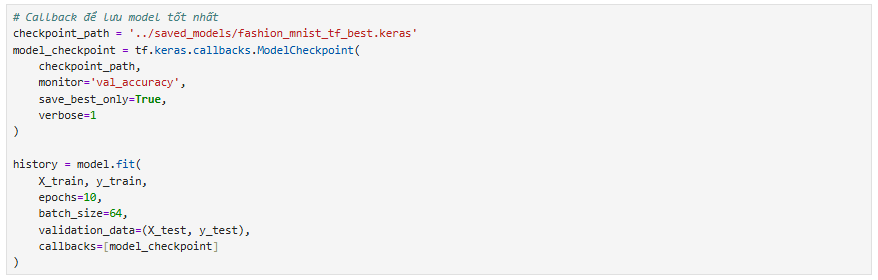 # Callback để lưu model tốt nhất
checkpoint_path = '../saved_models/fashion_mnist_tf_best.keras'
model_checkpoint = tf.keras.callbacks.ModelCheckpoint(
    checkpoint_path,
    monitor='val_accuracy',
    save_best_only=True,
    verbose=1
)

history = model.fit(
    X_train, y_train,
    epochs=10,
    batch_size=64,
    validation_data=(X_test, y_test),
    callbacks=[model_checkpoint]
)